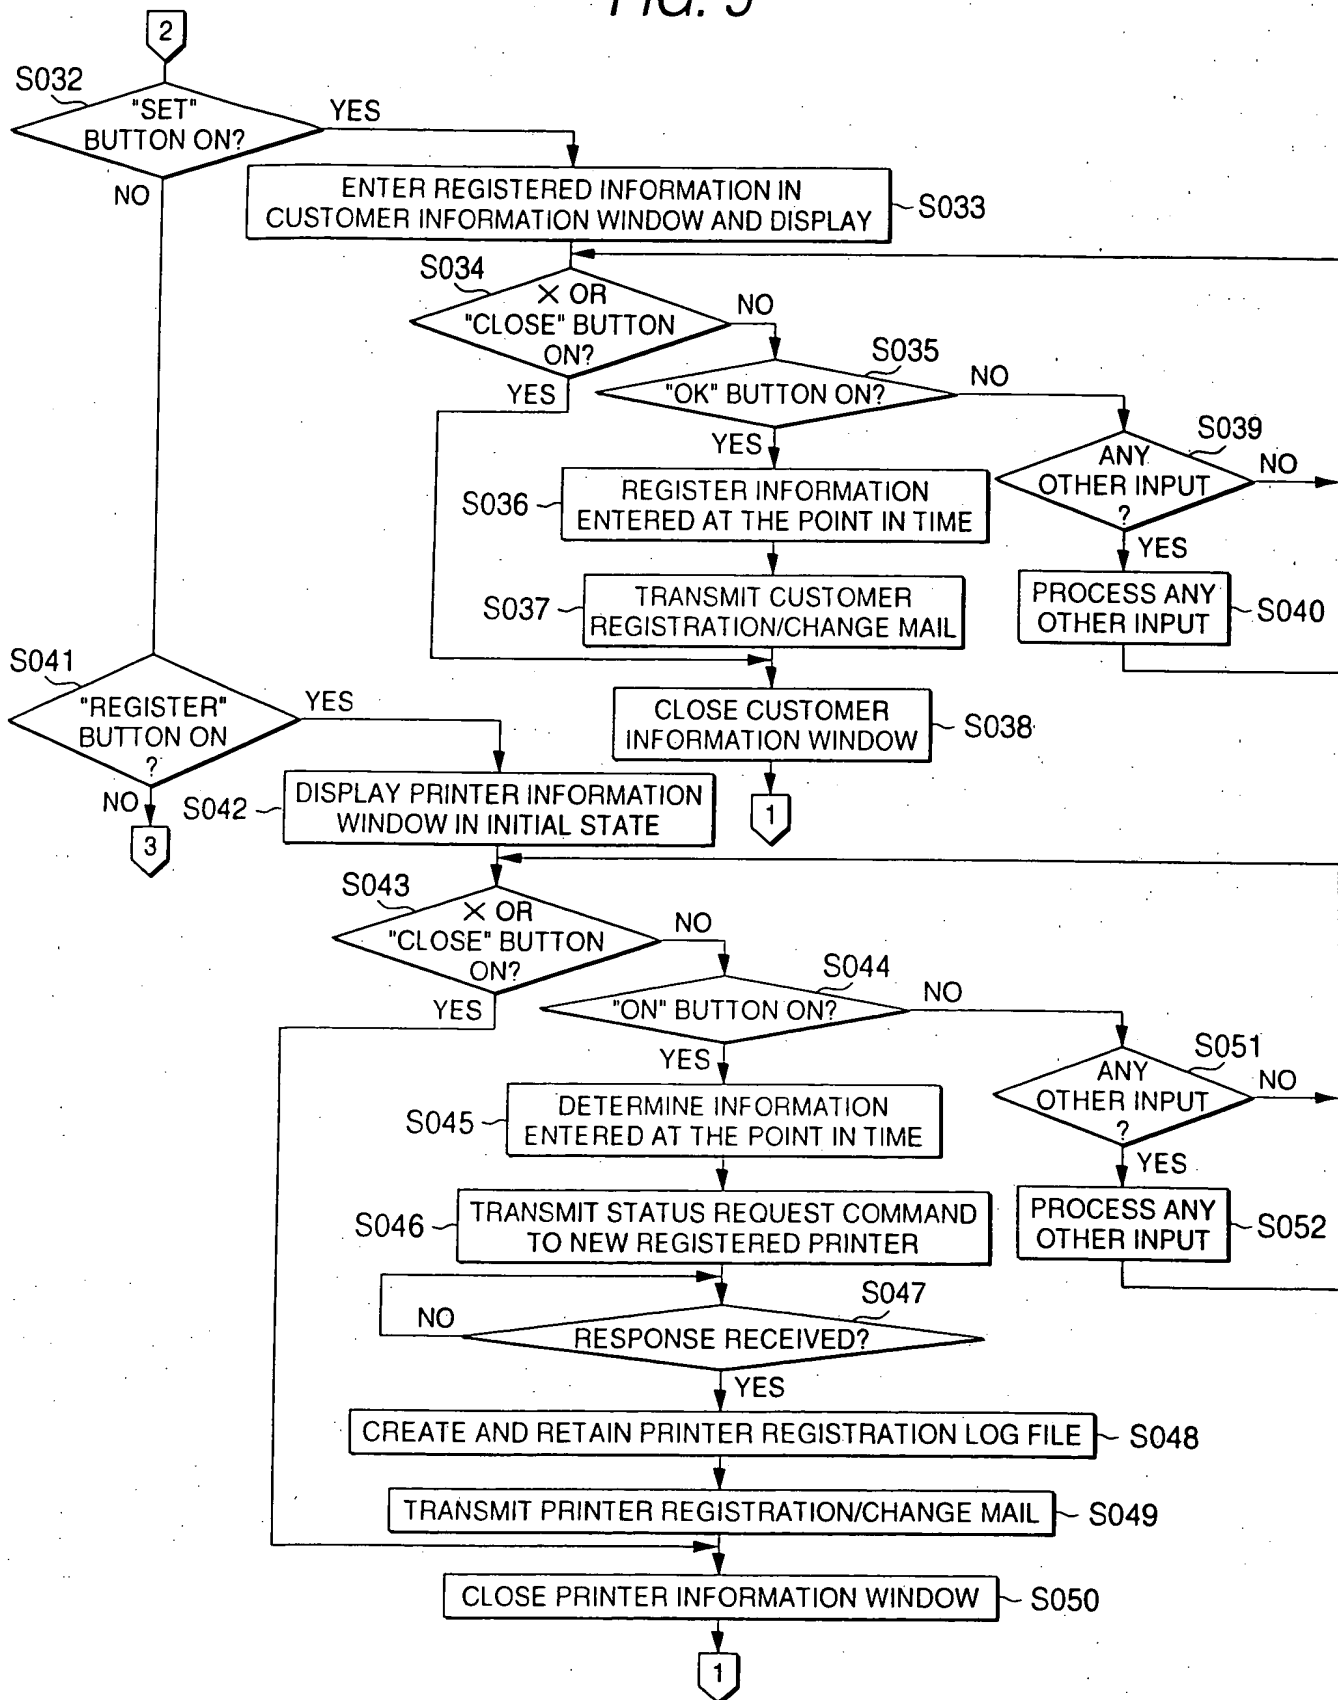 FIG. 9
2
S032
"SET"
BUTTON ON?
YES
NO
ENTER REGISTERED INFORMATION IN
CUSTOMER INFORMATION WINDOW AND DISPLAY
S033
S034
X OR
"CLOSE" BUTTON
ON?
NO
YES
S035
"OK" BUTTON ON?
NO
YES
S039
ANY
OTHER INPUT
?
NO
YES
S036
REGISTER INFORMATION
ENTERED AT THE POINT IN TIME
S037
TRANSMIT CUSTOMER
REGISTRATION/CHANGE MAIL
PROCESS ANY
OTHER INPUT
S040
S041
"REGISTER"
BUTTON ON
?
YES
NO
3
CLOSE CUSTOMER
INFORMATION WINDOW
S038
1
S042
DISPLAY PRINTER INFORMATION
WINDOW IN INITIAL STATE
S043
X OR
"CLOSE" BUTTON
ON?
NO
YES
S044
"ON" BUTTON ON?
NO
YES
S051
ANY
OTHER INPUT
?
NO
YES
S045
DETERMINE INFORMATION
ENTERED AT THE POINT IN TIME
S046
TRANSMIT STATUS REQUEST COMMAND
TO NEW REGISTERED PRINTER
PROCESS ANY
OTHER INPUT
S052
S047
NO
RESPONSE RECEIVED?
YES
CREATE AND RETAIN PRINTER REGISTRATION LOG FILE
S048
TRANSMIT PRINTER REGISTRATION/CHANGE MAIL
S049
CLOSE PRINTER INFORMATION WINDOW
S050
1